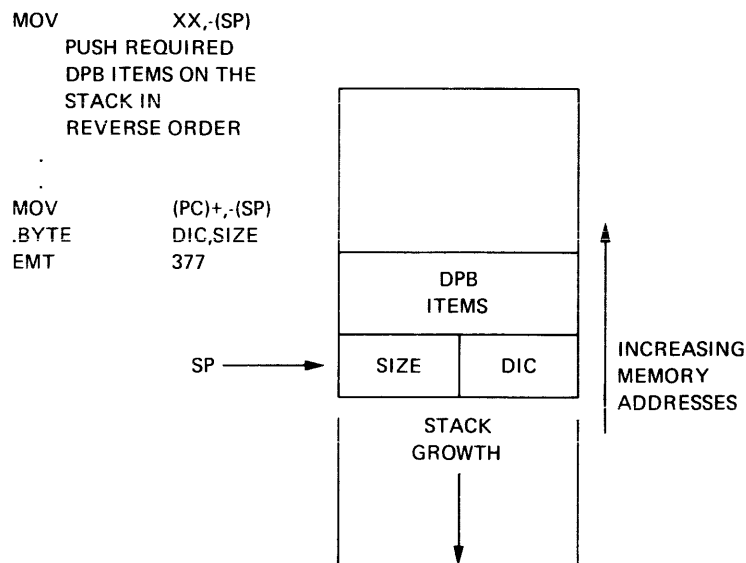 MOV XX,-(SP)
PUSH REQUIRED
DPB ITEMS ON THE
STACK IN
REVERSE ORDER
.
.
MOV (PC)+,-(SP)
.BYTE DIC,SIZE
EMT 377
DPB
ITEMS
SP
SIZE DIC
INCREASING
MEMORY
ADDRESSES
STACK
GROWTH